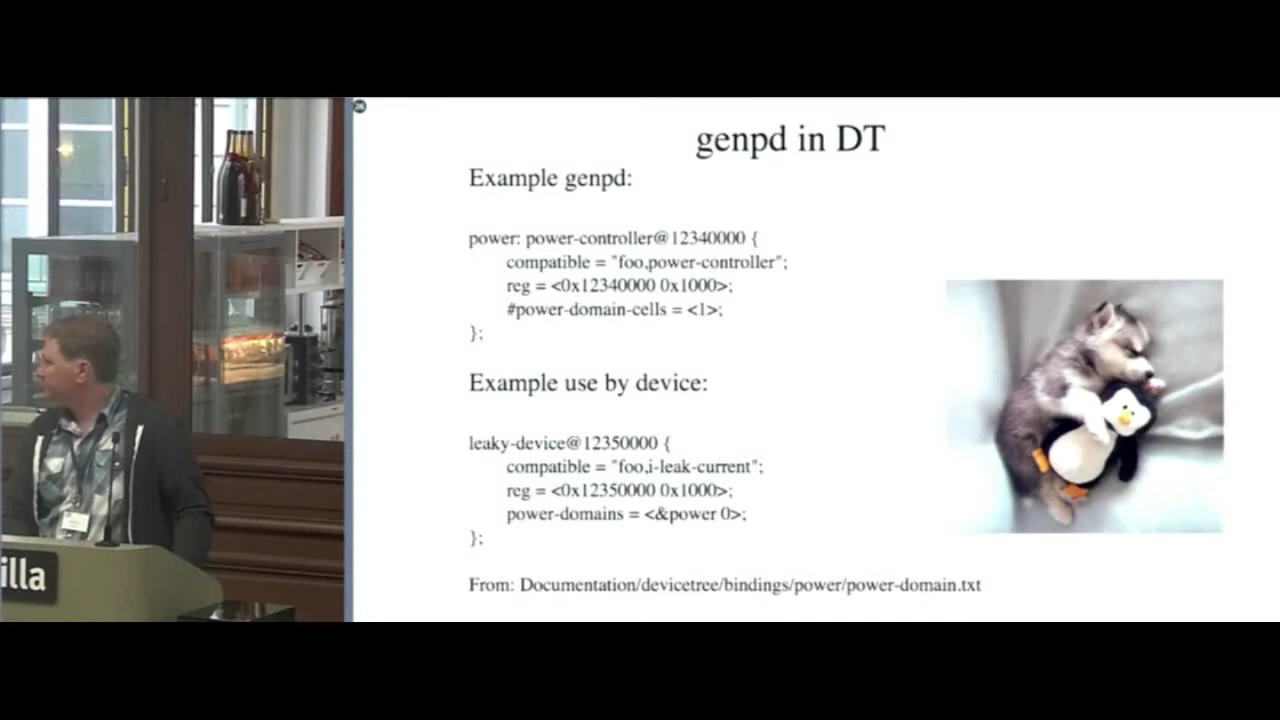 26
genpd in DT
Example genpd:
power: power-controller@12340000 {
compatible = "foo,power-controller";
reg = <0x12340000 0x1000>;
#power-domain-cells = <1>;
};
Example use by device:
leaky-device@12350000 {
compatible = "foo,i-leak-current";
reg = <0x12350000 0x1000>;
power-domains = <&power 0>;
};
From: Documentation/devicetree/bindings/power/power-domain.txt
illa